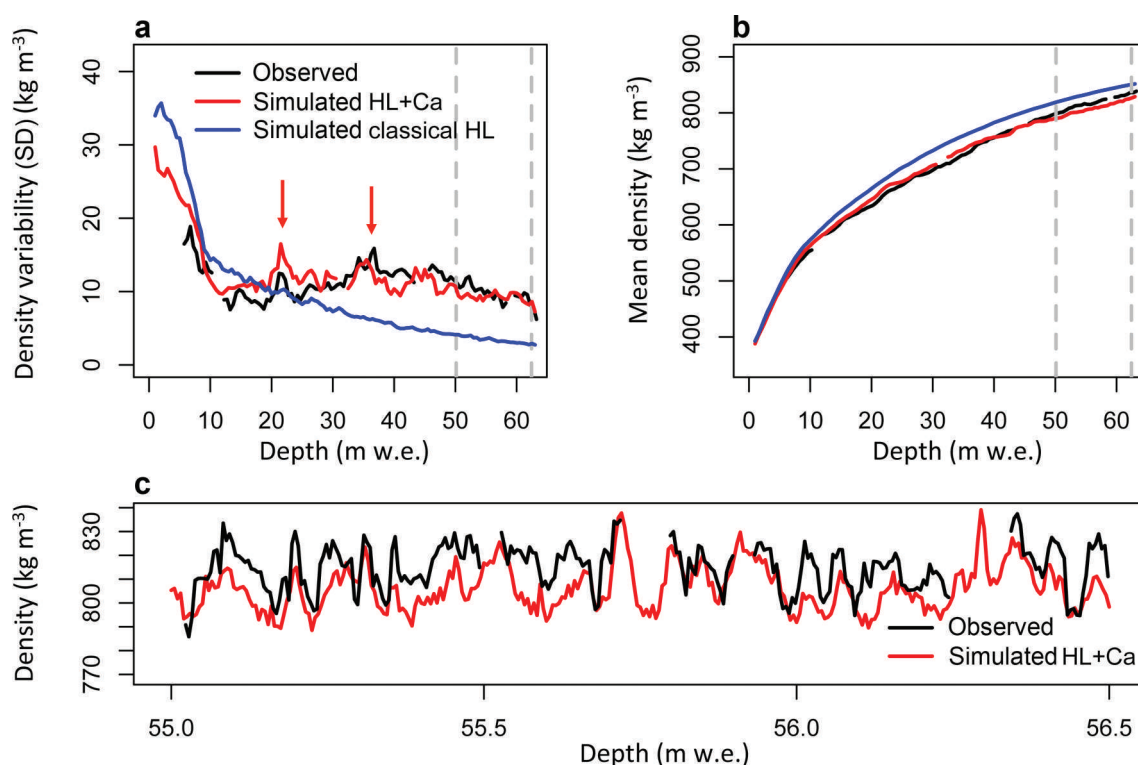 a
Density variability (SD) (kg m⁻³)
40
30
20
10
0
Observed
Simulated HL+Ca
Simulated classical HL
0 10 20 30 40 50 60
Depth (m w.e.)
b
Mean density (kg m⁻³)
900
800
700
600
500
400
0 10 20 30 40 50 60
Depth (m w.e.)
c
Density (kg m⁻³)
830
800
770
Observed
Simulated HL+Ca
55.0 55.5 56.0 56.5
Depth (m w.e.)